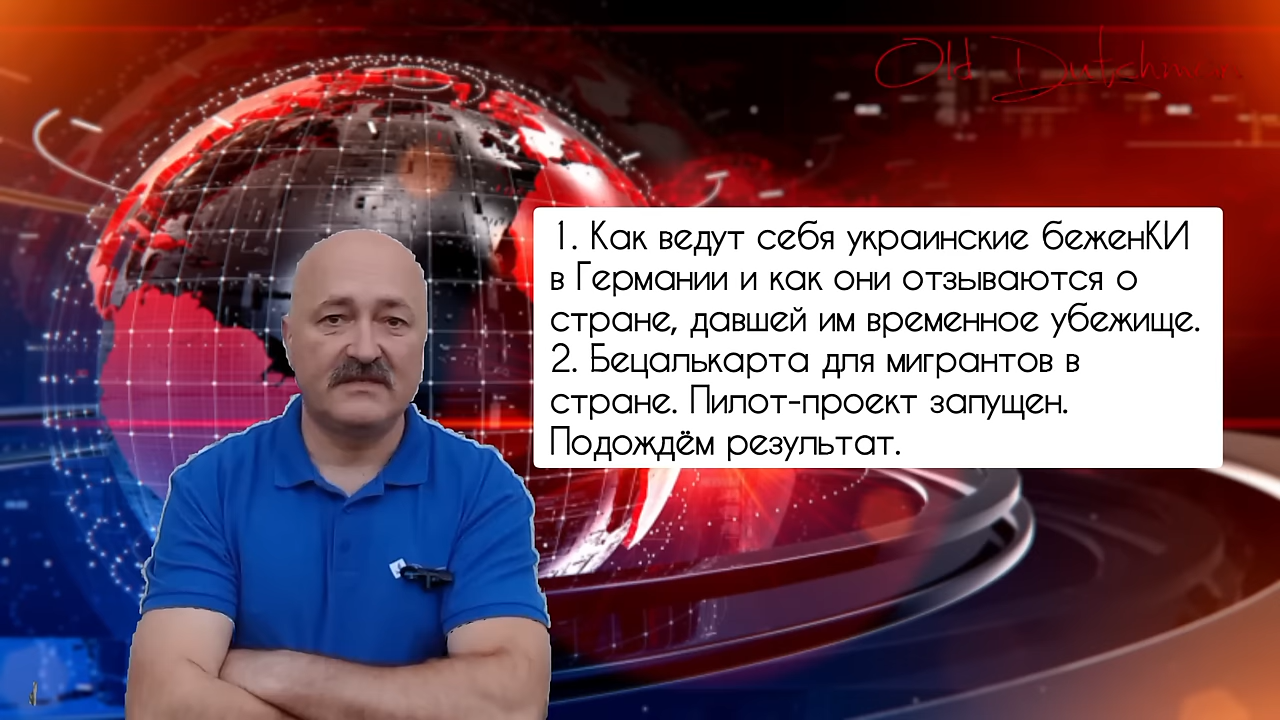 Old Dutchman
1. Как ведут себя украинские беженКИ
в Германии и как они отзываются о
стране, давшей им временное убежище.
2. Бецалькарта для мигрантов в
стране. Пилот-проект запущен.
Подождём результат.